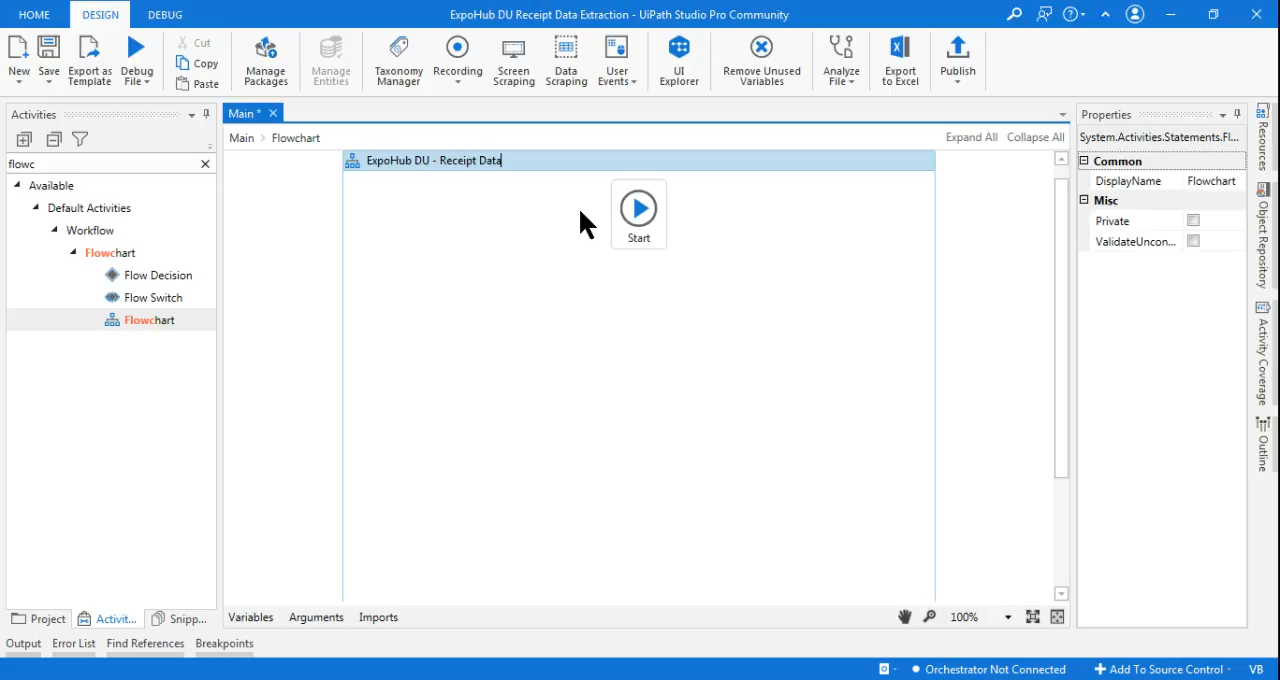 HOME DESIGN DEBUG ExpoHub DU Receipt Data Extraction - UiPath Studio Pro Community
New Save Export as Template Debug File Cut Copy Paste Manage Packages Manage Entities Taxonomy Manager Recording Screen Scraping Data Scraping User Events UI Explorer Remove Unused Variables Analyze File Export to Excel Publish
Activities
flowc
Available
Default Activities
Workflow
Flowchart
Flow Decision
Flow Switch
Flowchart
Project Activit... Snipp...
Main *
Main > Flowchart Expand All Collapse All
ExpoHub DU - Receipt Data
Start
Variables Arguments Imports 100%
Properties
System.Activities.Statements.Fl...
Common
DisplayName Flowchart
Misc
Private
ValidateUncon...
Resources
Object Repository
Activity Coverage
Outline
Output Error List Find References Breakpoints
Orchestrator Not Connected Add To Source Control VB